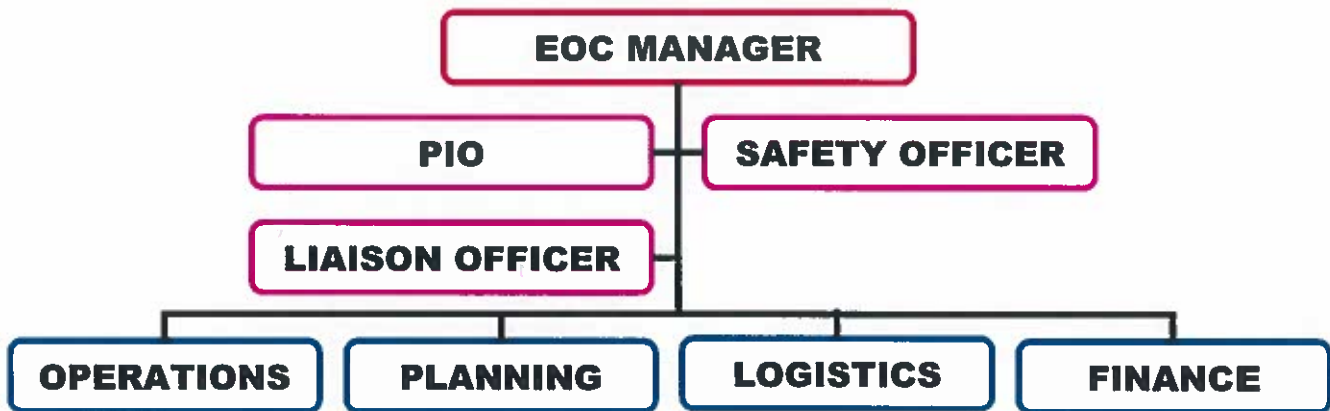 EOC MANAGER
PIO
SAFETY OFFICER
LIAISON OFFICER
OPERATIONS
PLANNING
LOGISTICS
FINANCE